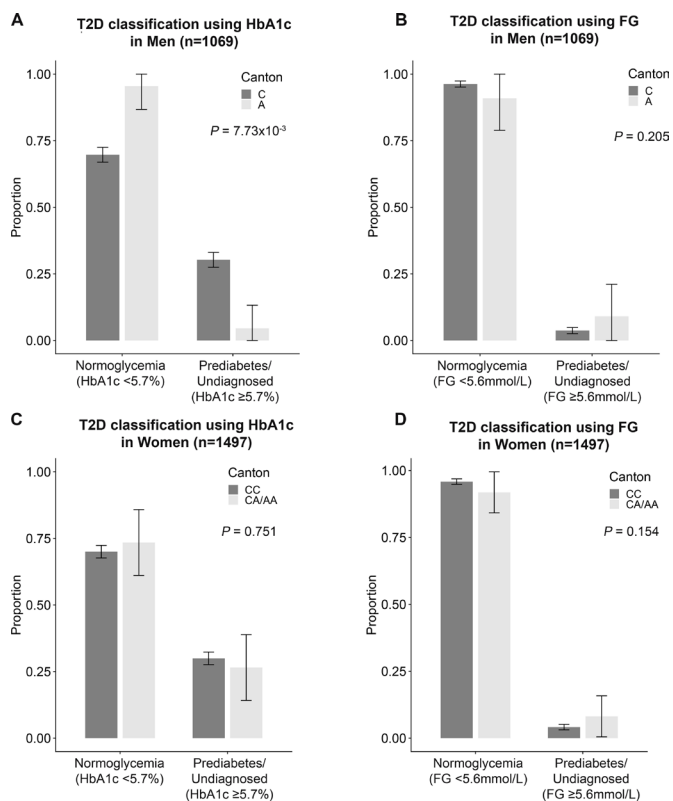 A
T2D classification using HbA1c
in Men (n=1069)
Canton
C
A
P = 7.73x10-3
1.00
0.75
0.50
0.25
0.00
Proportion
Normoglycemia
(HbA1c <5.7%)
Prediabetes/
Undiagnosed
(HbA1c ≥5.7%)
B
T2D classification using FG
in Men (n=1069)
Canton
C
A
P = 0.205
1.00
0.75
0.50
0.25
0.00
Proportion
Normoglycemia
(FG <5.6mmol/L)
Prediabetes/
Undiagnosed
(FG ≥5.6mmol/L)
C
T2D classification using HbA1c
in Women (n=1497)
Canton
CC
CA/AA
P = 0.751
1.00
0.75
0.50
0.25
0.00
Proportion
Normoglycemia
(HbA1c <5.7%)
Prediabetes/
Undiagnosed
(HbA1c ≥5.7%)
D
T2D classification using FG
in Women (n=1497)
Canton
CC
CA/AA
P = 0.154
1.00
0.75
0.50
0.25
0.00
Proportion
Normoglycemia
(FG <5.6mmol/L)
Prediabetes/
Undiagnosed
(FG ≥5.6mmol/L)